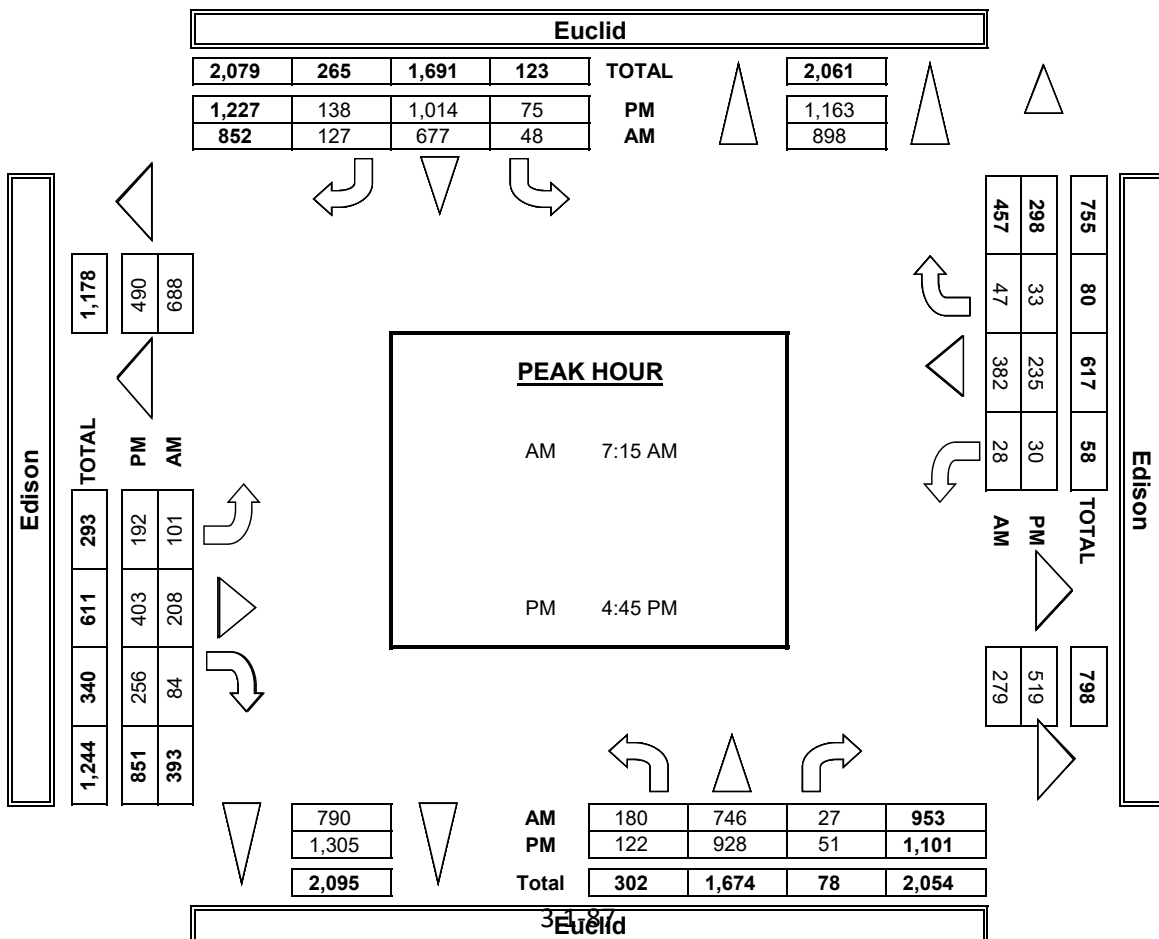 Euclid
2,079 265 1,691 123 TOTAL 2,061
1,227 138 1,014 75 PM 1,163
852 127 677 48 AM 898
Edison
1,178
490
688
TOTAL
PM
AM
293 192 101
611 403 208
340 256 84
1,244 851 393
PEAK HOUR
AM 7:15 AM
PM 4:45 PM
457 298 755
47 33 80
382 235 617
28 30 58
AM PM TOTAL
279 519 798
Edison
790 AM 180 746 27 953
1,305 PM 122 928 51 1,101
2,095 Total 302 1,674 78 2,054
Euclid
3-1-87